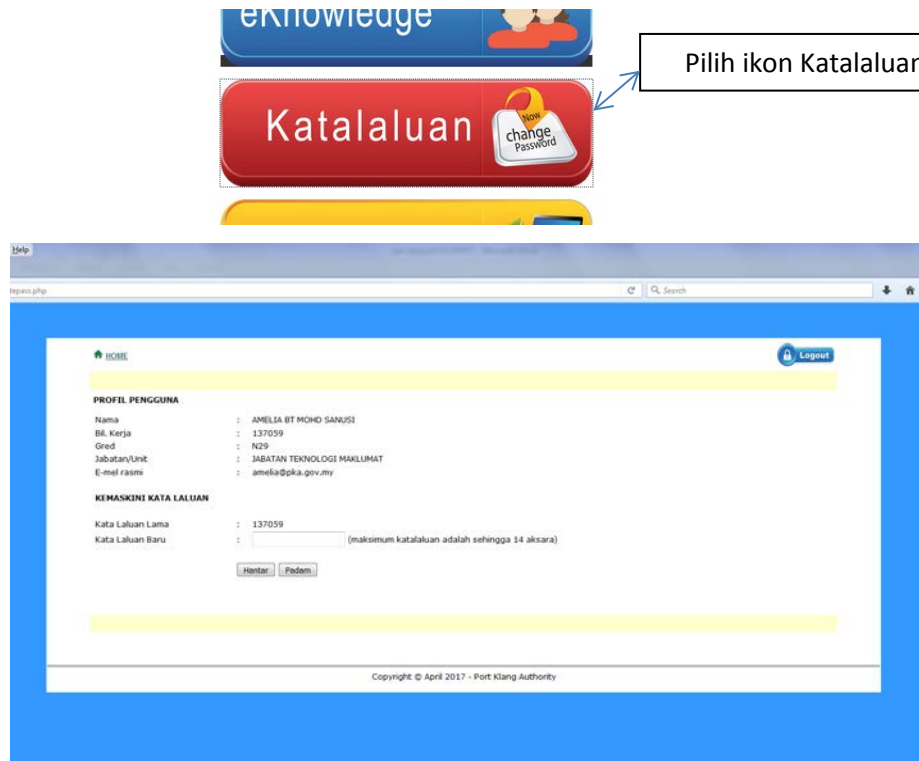 eKnowledge
Pilih ikon Katalaluan
Katalaluan
Now
change
Password
Help
epass.php
Search
HOME
Logout
PROFIL PENGGUNA
Nama : AMELIA BT MOHD SANUSI
Bil. Kerja : 137059
Gred : N29
Jabatan/Unit : JABATAN TEKNOLOGI MAKLUMAT
E-mel rasmi : amelia@pka.gov.my
KEMASKINI KATA LALUAN
Kata Laluan Lama : 137059
Kata Laluan Baru : (maksimum katalaluan adalah sehingga 14 aksara)
Hantar Padam
Copyright © April 2017 - Port Klang Authority